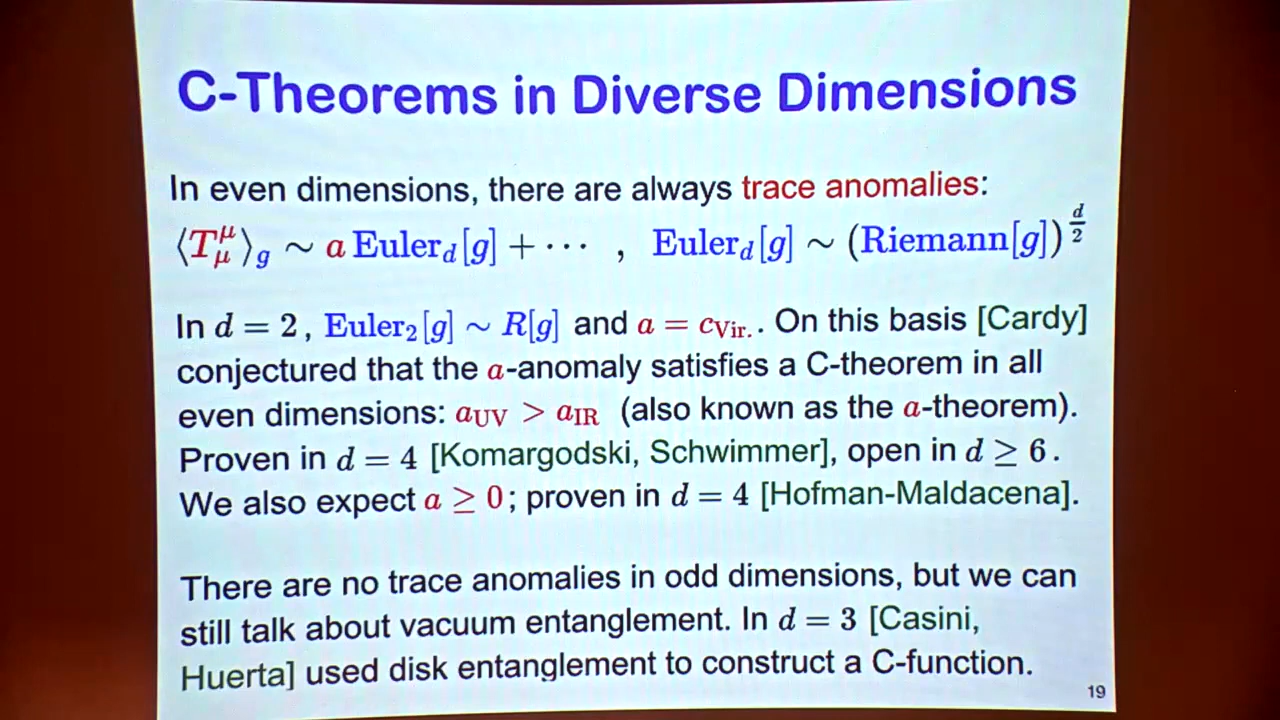 C-Theorems in Diverse Dimensions
In even dimensions, there are always trace anomalies:
⟨T^μ_μ⟩_g ∼ a Euler_d[g] + ⋯ , Euler_d[g] ∼ (Riemann[g])^{d/2}
In d = 2 , Euler₂[g] ∼ R[g] and a = c_Vir. . On this basis [Cardy]
conjectured that the a-anomaly satisfies a C-theorem in all
even dimensions: a_UV > a_IR (also known as the a-theorem).
Proven in d = 4 [Komargodski, Schwimmer], open in d ≥ 6 .
We also expect a ≥ 0 ; proven in d = 4 [Hofman-Maldacena].
There are no trace anomalies in odd dimensions, but we can
still talk about vacuum entanglement. In d = 3 [Casini,
Huerta] used disk entanglement to construct a C-function.
19